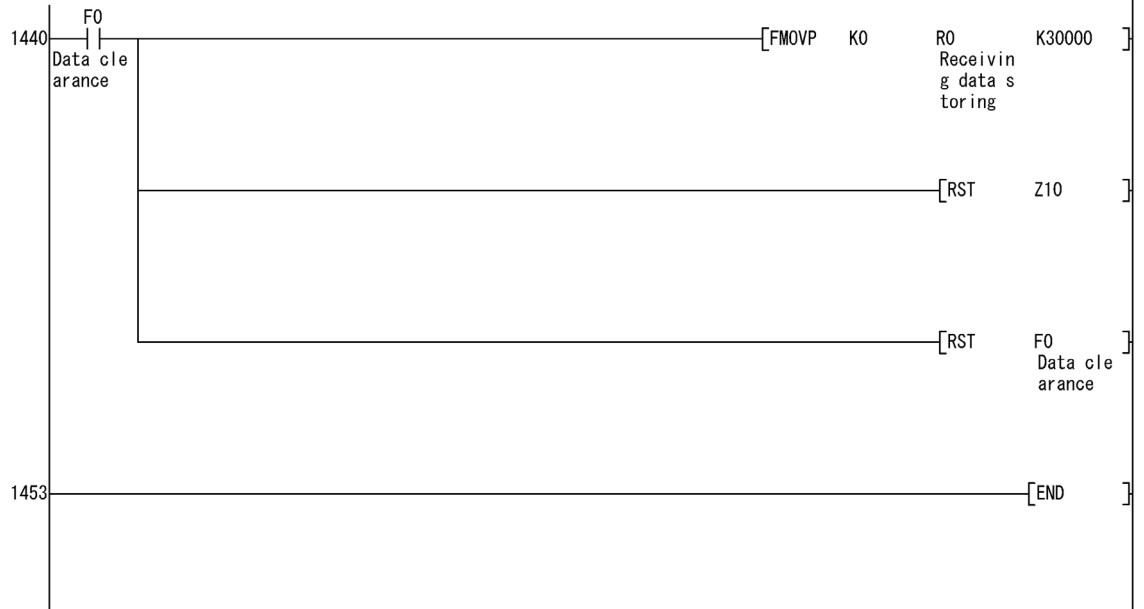 F0
1440 [FMOVP K0 R0 K30000 ]
Data cle
arance
Receivin
g data s
toring
[RST Z10 ]
[RST F0 ]
Data cle
arance
1453 [END ]